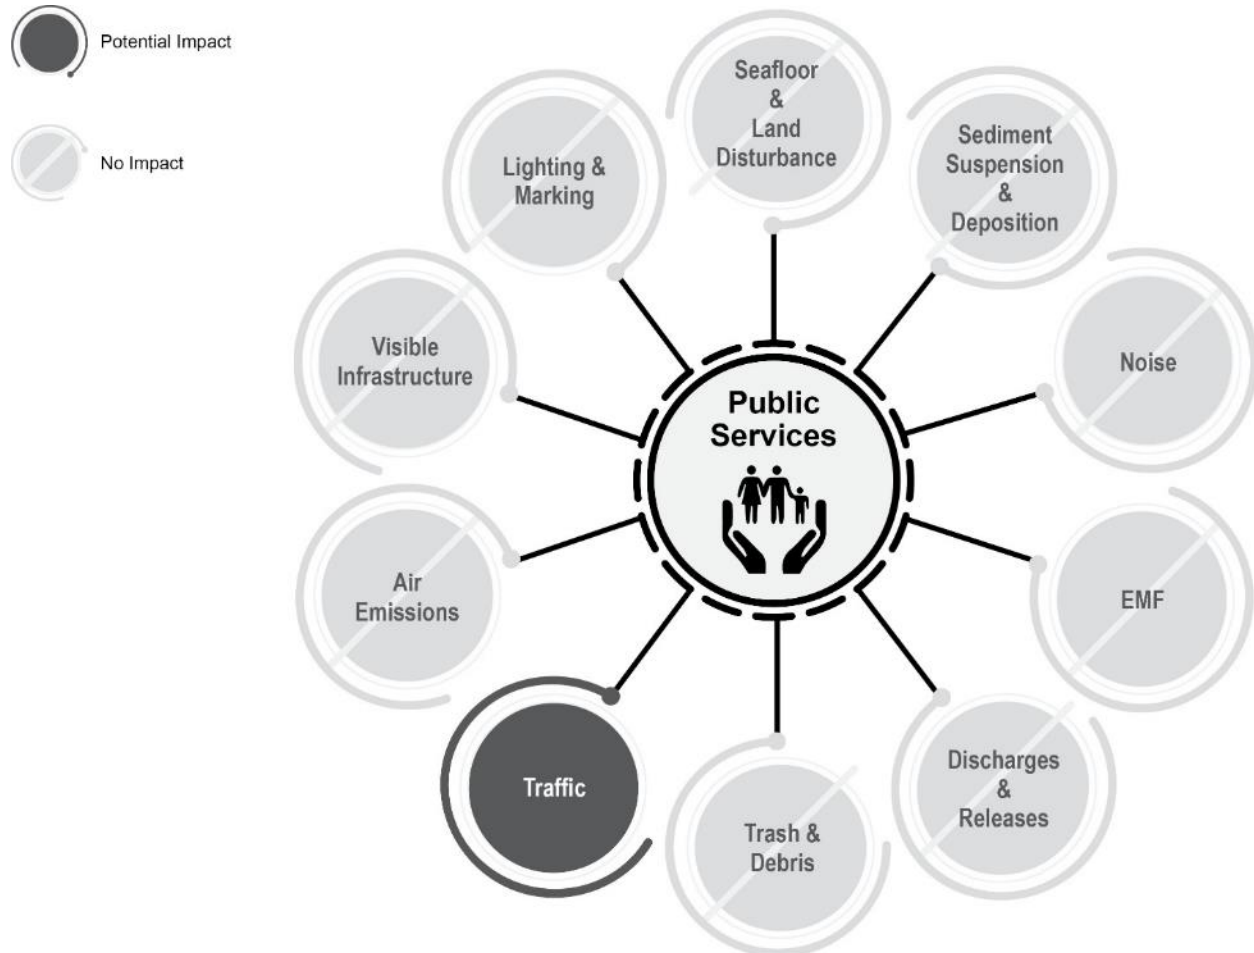 Potential Impact
No Impact
Seafloor
&
Land
Disturbance
Sediment
Suspension
&
Deposition
Noise
EMF
Discharges
&
Releases
Trash &
Debris
Traffic
Air
Emissions
Visible
Infrastructure
Lighting &
Marking
Public
Services